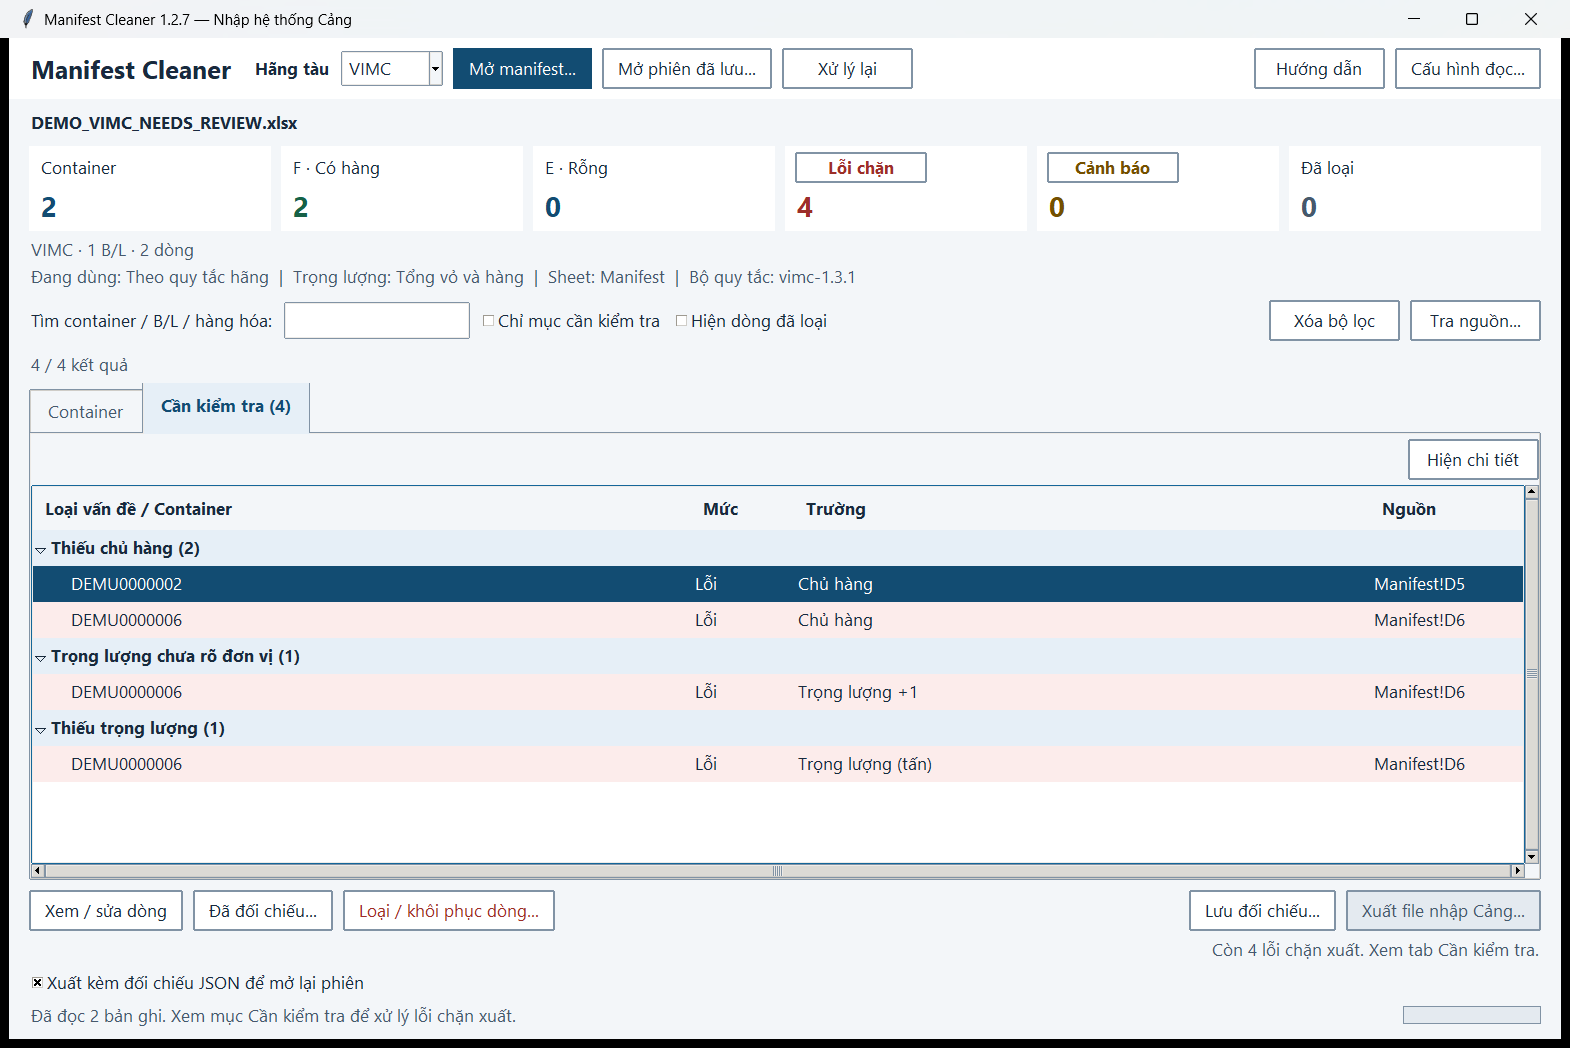 Manifest Cleaner 1.2.7 — Nhập hệ thống Cảng
Manifest Cleaner Hãng tàu VIMC Mở manifest... Mở phiên đã lưu... Xử lý lại Hướng dẫn Cấu hình đọc...
DEMO_VIMC_NEEDS_REVIEW.xlsx
Container F · Có hàng E · Rỗng Lỗi chặn Cảnh báo Đã loại
2 2 0 4 0 0
VIMC · 1 B/L · 2 dòng
Đang dùng: Theo quy tắc hãng | Trọng lượng: Tổng vỏ và hàng | Sheet: Manifest | Bộ quy tắc: vimc-1.3.1
Tìm container / B/L / hàng hóa: Chỉ mục cần kiểm tra Hiện dòng đã loại Xóa bộ lọc Tra nguồn...
4 / 4 kết quả
Container Cần kiểm tra (4)
Hiện chi tiết
Loại vấn đề / Container Mức Trường Nguồn
Thiếu chủ hàng (2)
DEMU0000002 Lỗi Chủ hàng Manifest!D5
DEMU0000006 Lỗi Chủ hàng Manifest!D6
Trọng lượng chưa rõ đơn vị (1)
DEMU0000006 Lỗi Trọng lượng +1 Manifest!D6
Thiếu trọng lượng (1)
DEMU0000006 Lỗi Trọng lượng (tấn) Manifest!D6
Xem / sửa dòng Đã đối chiếu... Loại / khôi phục dòng... Lưu đối chiếu... Xuất file nhập Cảng...
Còn 4 lỗi chặn xuất. Xem tab Cần kiểm tra.
Xuất kèm đối chiếu JSON để mở lại phiên
Đã đọc 2 bản ghi. Xem mục Cần kiểm tra để xử lý lỗi chặn xuất.